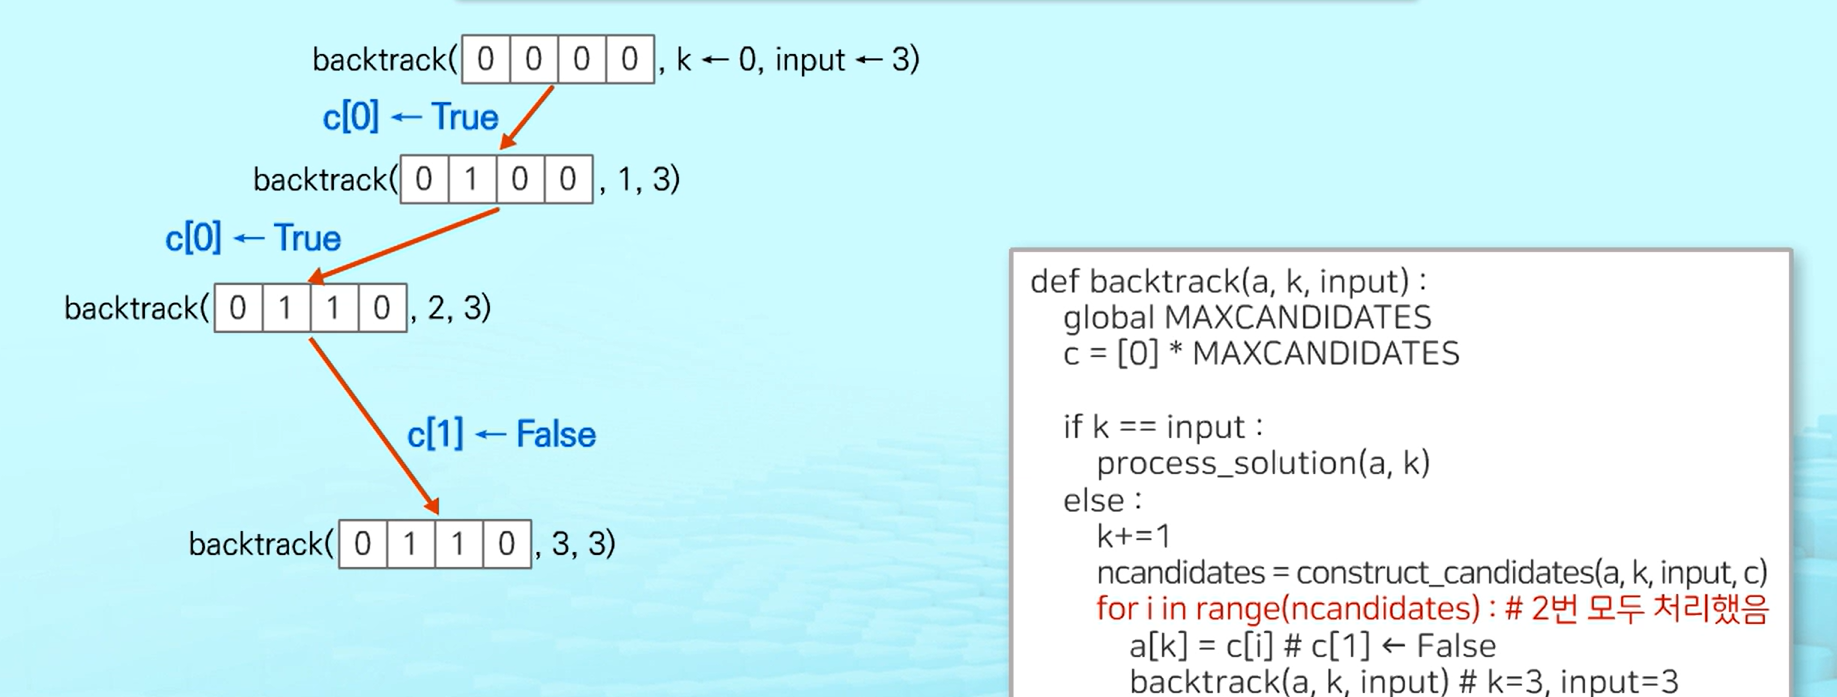 backtrack( 0 0 0 0 , k ← 0, input ← 3)
c[0] ← True
backtrack( 0 1 0 0 , 1, 3)
c[0] ← True
backtrack( 0 1 1 0 , 2, 3)
c[1] ← False
backtrack( 0 1 1 0 , 3, 3)
def backtrack(a, k, input) :
global MAXCANDIDATES
c = [0] * MAXCANDIDATES
if k == input :
process_solution(a, k)
else :
k+=1
ncandidates = construct_candidates(a, k, input, c)
for i in range(ncandidates) : # 2번 모두 처리했음
a[k] = c[i] # c[1] ← False
backtrack(a, k, input) # k=3, input=3